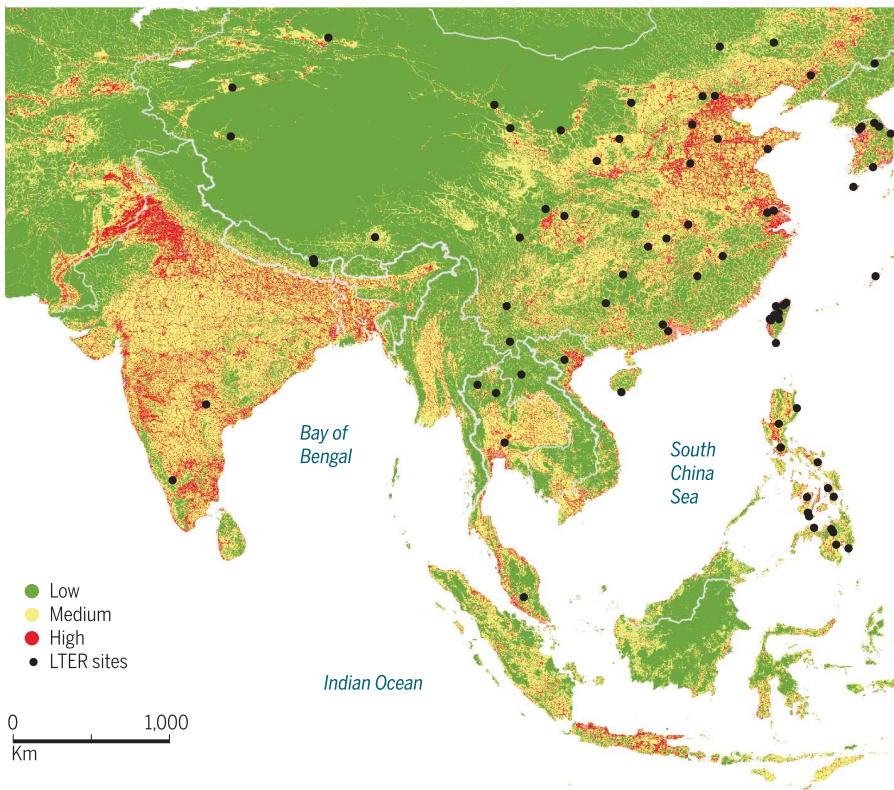 Bay of
Bengal
South
China
Sea
Low
Medium
High
LTER sites
Indian Ocean
0 1,000
Km